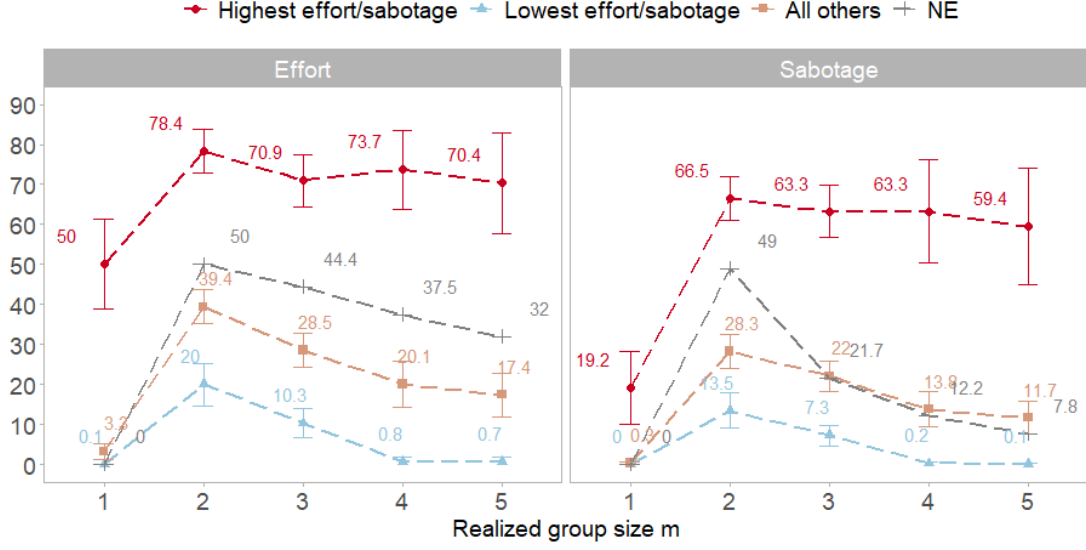 Highest effort/sabotage Lowest effort/sabotage All others NE
Effort Sabotage
90
80
70
60
50
40
30
20
10
0
78.4 70.9 73.7 70.4
50
50 44.4 37.5 32
39.4 28.5 20.1 17.4
20 10.3 0.8 0.7
0.1 3.3 0
66.5 63.3 63.3 59.4
19.2
49 21.7 12.2 7.8
28.3 22 13.8 11.7
13.5 7.3 0.2 0.1
0 0.3 0
1 2 3 4 5 1 2 3 4 5
Realized group size m